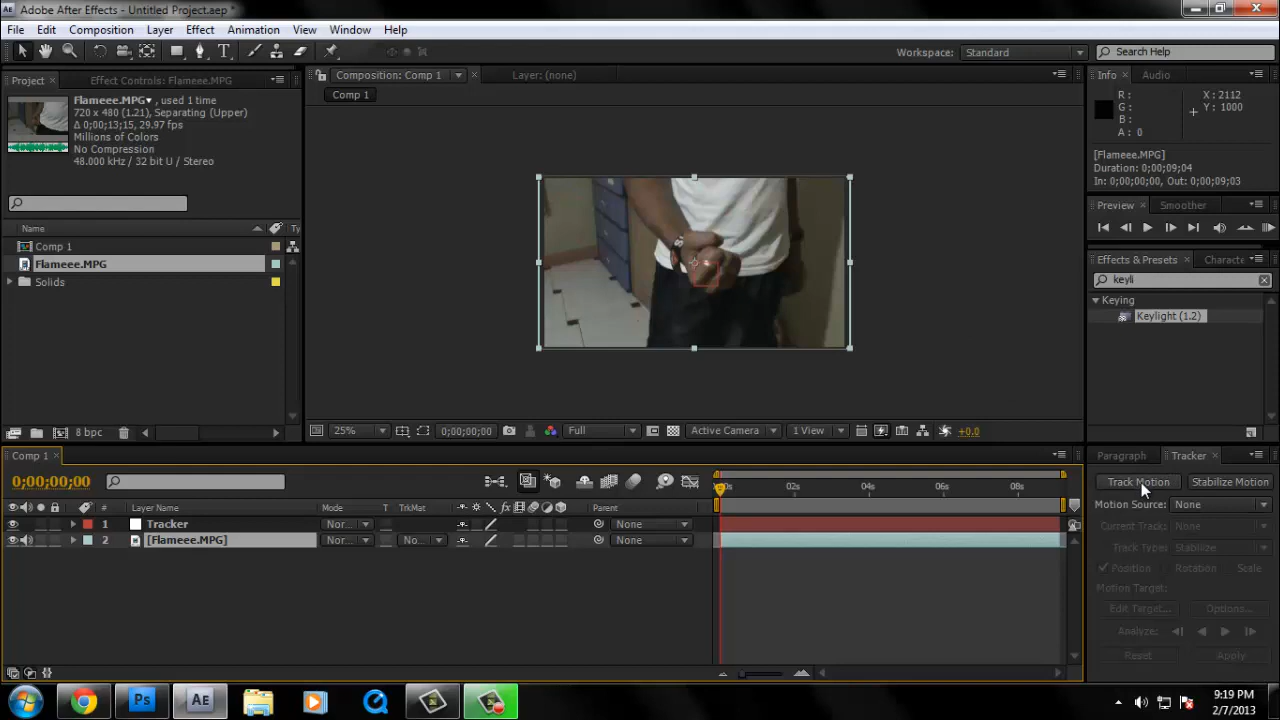 Adobe After Effects - Untitled Project.aep *
File Edit Composition Layer Effect Animation View Window Help
Workspace: Standard Search Help
Project Effect Controls: Flameee.MPG Composition: Comp 1 Layer: (none) Info Audio
Comp 1
Flameee.MPG, used 1 time
720 x 480 (1.21), Separating (Upper)
Δ 0;00;13;15, 29.97 fps
Millions of Colors
No Compression
48.000 kHz / 32 bit U / Stereo
R :
G :
B :
A : 0
X : 2112
Y : 1000
[Flameee.MPG]
Duration: 0;00;09;04
In: 0;00;00;00, Out: 0;00;09;03
Preview Smoother
Name Ty
Comp 1
Flameee.MPG
Solids
Effects & Presets Characte
keyli
Keying
Keylight (1.2)
8 bpc
25% 0;00;00;00 Full Active Camera 1 View +0.0
Comp 1
Paragraph Tracker
0;00;00;00
:00s 02s 04s 06s 08s
Track Motion Stabilize Motion
# Layer Name Mode T TrkMat Parent
Motion Source: None
1 Tracker Nor... None
Current Track: None
2 [Flameee.MPG] Nor... No... None
Track Type: Stabilize
Position Rotation Scale
Motion Target:
Edit Target... Options...
Analyze:
Reset Apply
Ps AE
9:19 PM
2/7/2013